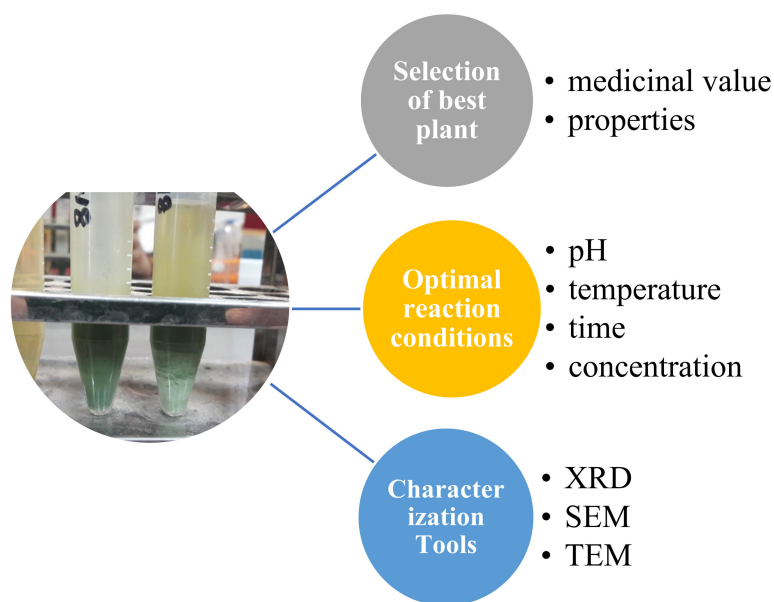 Selection
of best
plant
• medicinal value
• properties
Optimal
reaction
conditions
• pH
• temperature
• time
• concentration
Character
ization
Tools
• XRD
• SEM
• TEM